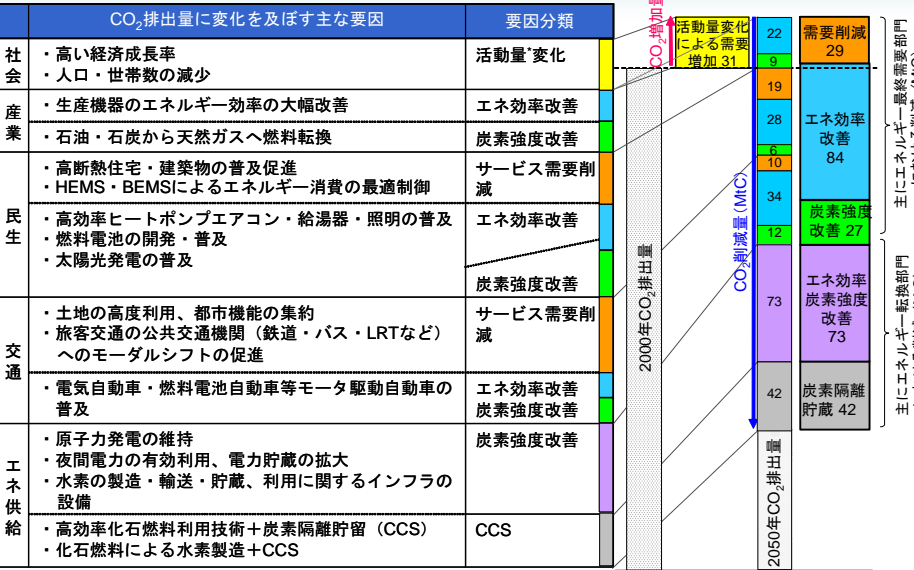 CO2排出量に変化を及ぼす主な要因
要因分類
社会
・高い経済成長率
・人口・世帯数の減少
活動量*変化
産業
・生産機器のエネルギー効率の大幅改善
エネ効率改善
・石油・石炭から天然ガスへ燃料転換
炭素強度改善
民生
・高断熱住宅・建築物の普及促進
・HEMS・BEMSによるエネルギー消費の最適制御
サービス需要削
減
・高効率ヒートポンプエアコン・給湯器・照明の普及
・燃料電池の開発・普及
・太陽光発電の普及
エネ効率改善
炭素強度改善
交通
・土地の高度利用、都市機能の集約
・旅客交通の公共交通機関（鉄道・バス・LRTなど）
へのモーダルシフトの促進
サービス需要削
減
・電気自動車・燃料電池自動車等モータ駆動自動車の
普及
エネ効率改善
炭素強度改善
エネ供給
・原子力発電の維持
・夜間電力の有効利用、電力貯蔵の拡大
・水素の製造・輸送・貯蔵、利用に関するインフラの
設備
炭素強度改善
・高効率化石燃料利用技術＋炭素隔離貯留（CCS）
・化石燃料による水素製造＋CCS
CCS
CO2増加量
活動量変化
による需要
増加 31
2000年CO2排出量
CO2削減量(MtC)
22
9
19
28
6
10
34
12
73
42
2050年CO2排出量
需要削減
29
エネ効率
改善
84
炭素強度
改善 27
エネ効率
炭素強度
改善
73
炭素隔離
貯蔵 42
主にエネルギー最終需要部門
主にエネルギー転換部門